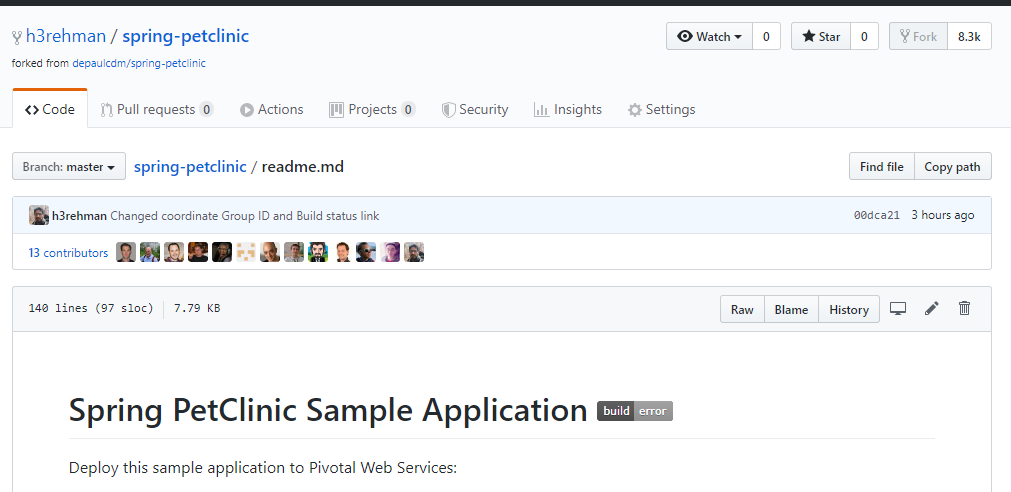 h3rehman / spring-petclinic Watch 0 Star 0 Fork 8.3k
forked from depaulcdm/spring-petclinic
Code Pull requests 0 Actions Projects 0 Security Insights Settings
Branch: master spring-petclinic / readme.md Find file Copy path
h3rehman Changed coordinate Group ID and Build status link 00dca21 3 hours ago
13 contributors
140 lines (97 sloc) 7.79 KB Raw Blame History
Spring PetClinic Sample Application build error
Deploy this sample application to Pivotal Web Services: